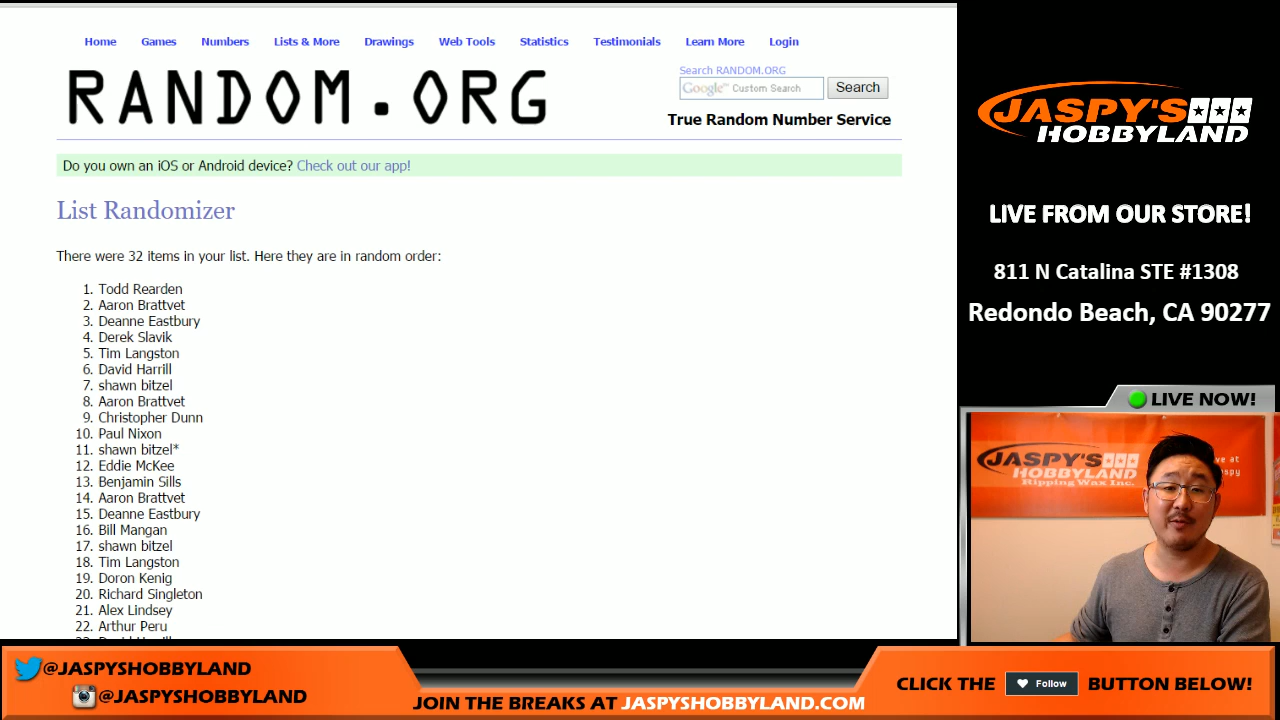 Home Games Numbers Lists & More Drawings Web Tools Statistics Testimonials Learn More Login
RANDOM.ORG
Search RANDOM.ORG
Google™ Custom Search Search
True Random Number Service
Do you own an iOS or Android device? Check out our app!
List Randomizer
There were 32 items in your list. Here they are in random order:
1. Todd Rearden
2. Aaron Brattvet
3. Deanne Eastbury
4. Derek Slavik
5. Tim Langston
6. David Harrill
7. shawn bitzel
8. Aaron Brattvet
9. Christopher Dunn
10. Paul Nixon
11. shawn bitzel*
12. Eddie McKee
13. Benjamin Sills
14. Aaron Brattvet
15. Deanne Eastbury
16. Bill Mangan
17. shawn bitzel
18. Tim Langston
19. Doron Kenig
20. Richard Singleton
21. Alex Lindsey
22. Arthur Peru
JASPY'S
HOBBYLAND
LIVE FROM OUR STORE!
811 N Catalina STE #1308
Redondo Beach, CA 90277
LIVE NOW!
JASPY'S
HOBBYLAND
Ripping Wax Inc.
@JASPYSHOBBYLAND
@JASPYSHOBBYLAND
JOIN THE BREAKS AT JASPYSHOBBYLAND.COM
CLICK THE Follow BUTTON BELOW!